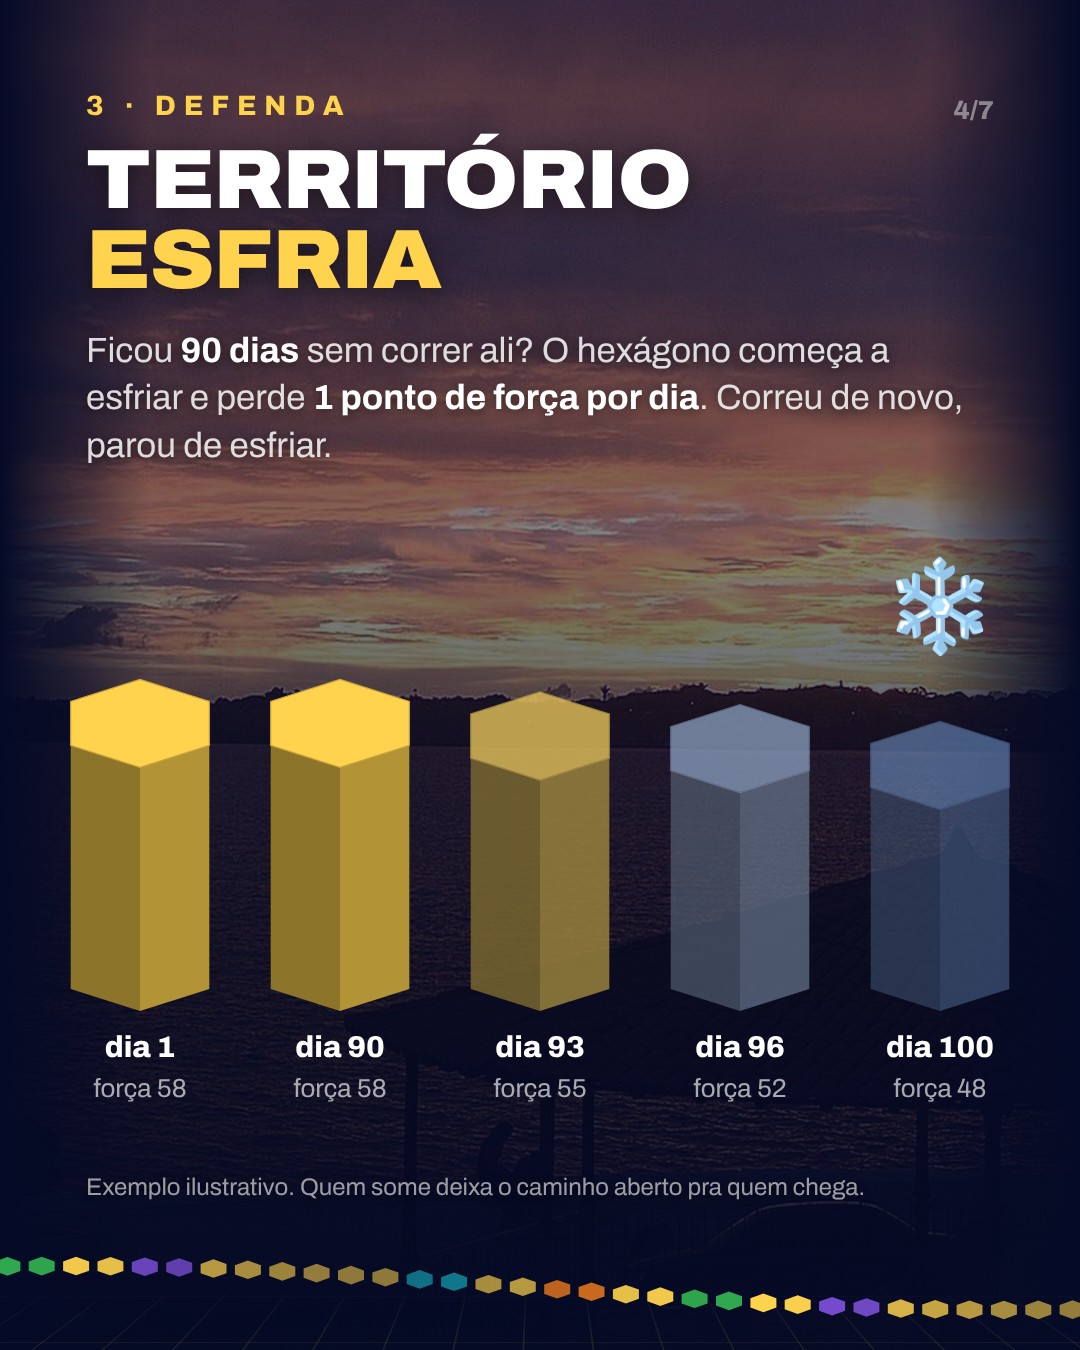 3 · DEFENDA
4/7
TERRITÓRIO
ESFRIA
Ficou 90 dias sem correr ali? O hexágono começa a
esfriar e perde 1 ponto de força por dia. Correu de novo,
parou de esfriar.
dia 1
dia 90
dia 93
dia 96
dia 100
força 58
força 58
força 55
força 52
força 48
Exemplo ilustrativo. Quem some deixa o caminho aberto pra quem chega.